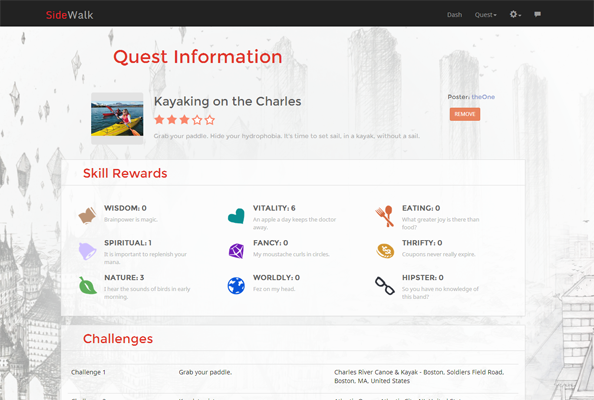 SideWalk Dash Quest
Quest Information
Kayaking on the Charles
Poster: theOne
REMOVE
Grab your paddle. Hide your hydrophobia. It's time to set sail, in a kayak, without a sail.
Skill Rewards
WISDOM: 0
Brainpower is magic.
VITALITY: 6
An apple a day keeps the doctor
away.
EATING: 0
What greater joy is there than
food?
SPIRITUAL: 1
It is important to replenish your
mana.
FANCY: 0
My moustache curls in circles.
THRIFTY: 0
Coupons never really expire.
NATURE: 3
I hear the sounds of birds in early
morning.
WORLDLY: 0
Fez on my head.
HIPSTER: 0
So you have no knowledge of
this band?
Challenges
Challenge 1 Grab your paddle. Charles River Canoe & Kayak - Boston, Soldiers Field Road,
Boston, MA, United States